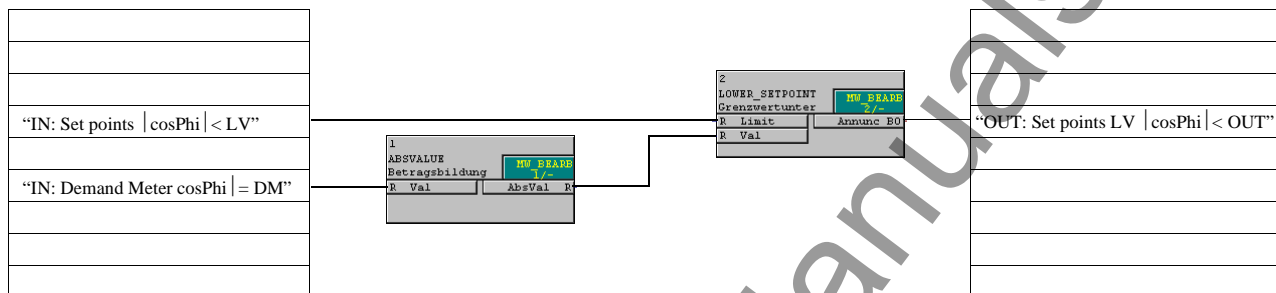 “IN: Set points |cosPhi|< LV”
“IN: Demand Meter cosPhi|= DM”
1
ABSVALUE
Betragsbildung
MW_BEARB
1/-
R Val
AbsVal R
2
LOWER_SETPOINT
Grenzwertunter
MW_BEARB
2/-
R Limit
Annunc BO
R Val
“OUT: Set points LV |cosPhi|< OUT”